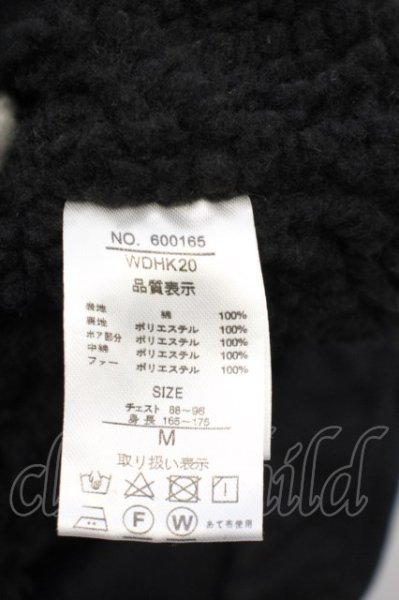 NO. 600165
WDHK20
品質表示
表地 綿 100%
裏地 ポリエステル 100%
ボア部分 ポリエステル 100%
中綿 ポリエステル 100%
ファー ポリエステル 100%
SIZE
チェスト 88～96
身長 165～175
M
取り扱い表示
F W あて布使用